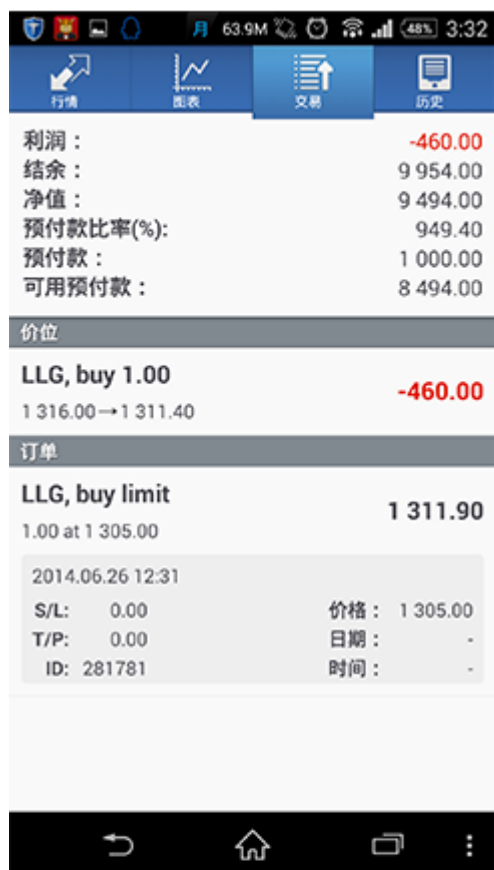 月 63.9M 48% 3:32
行情 图表 交易 历史
利润： -460.00
结余： 9 954.00
净值： 9 494.00
预付款比率(%): 949.40
预付款： 1 000.00
可用预付款： 8 494.00
价位
LLG, buy 1.00 -460.00
1 316.00→1 311.40
订单
LLG, buy limit 1 311.90
1.00 at 1 305.00
2014.06.26 12:31
S/L: 0.00 价格： 1 305.00
T/P: 0.00 日期： -
ID: 281781 时间： -